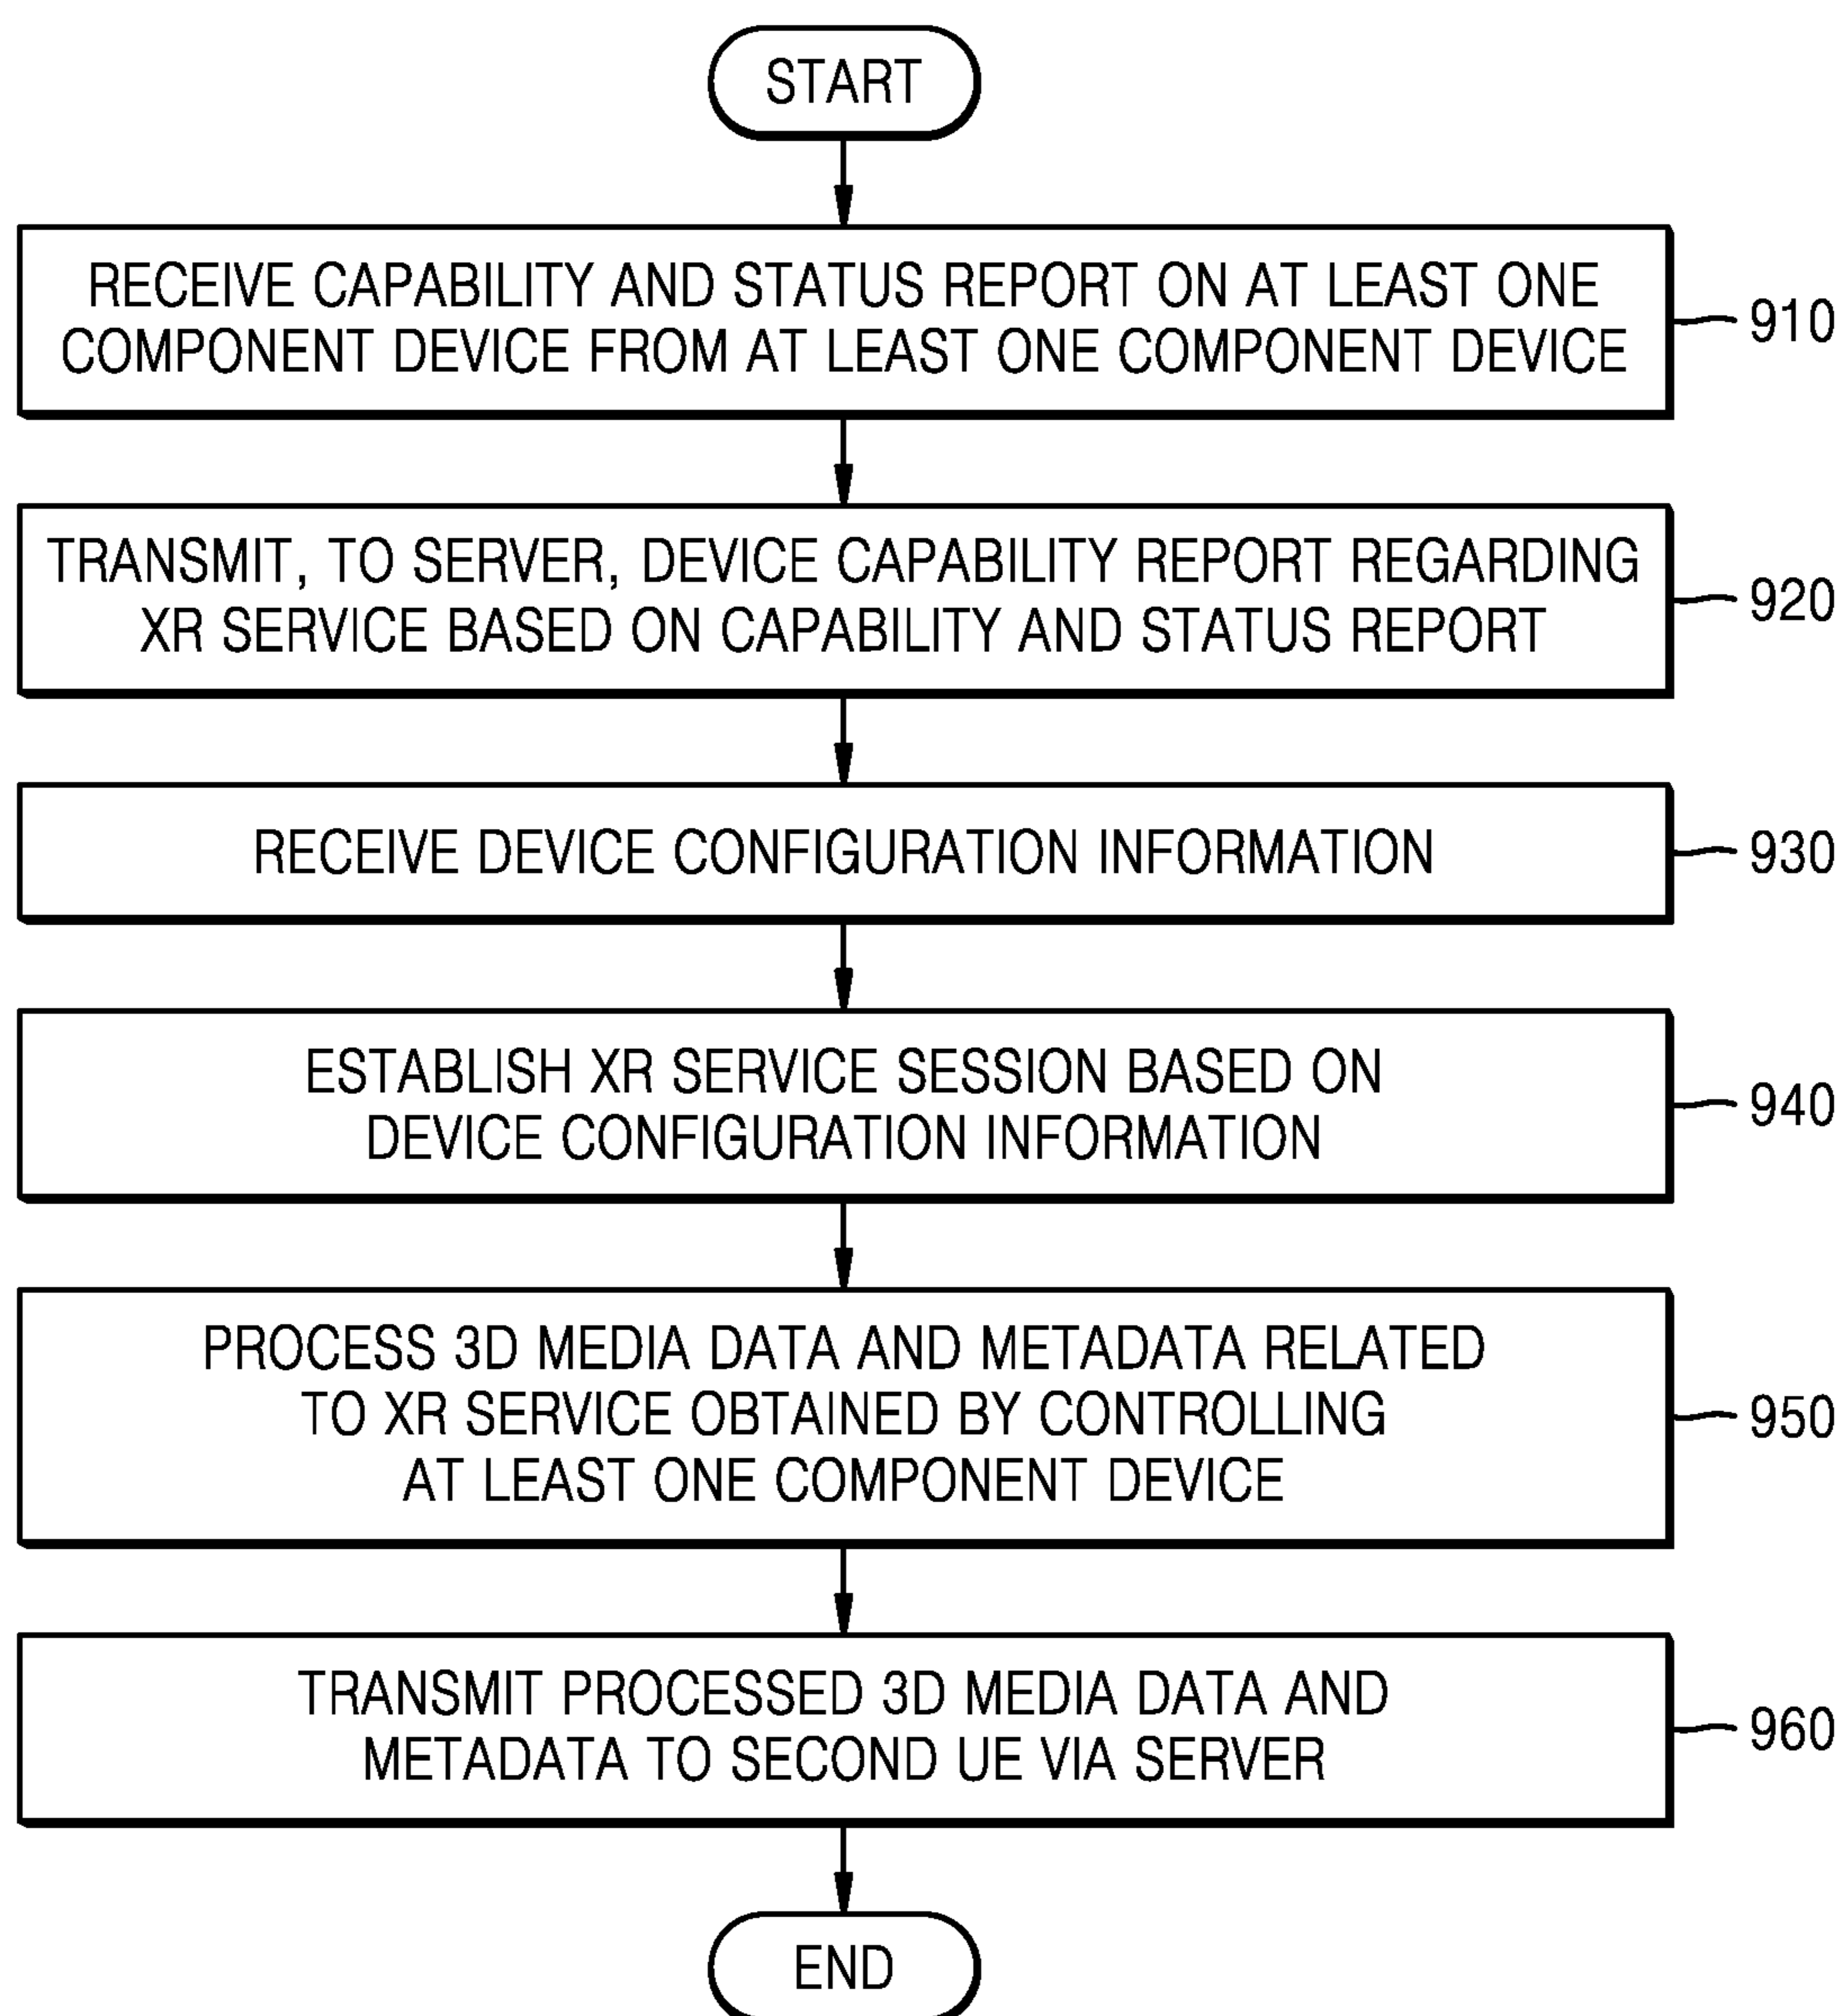 START
RECEIVE CAPABILITY AND STATUS REPORT ON AT LEAST ONE
COMPONENT DEVICE FROM AT LEAST ONE COMPONENT DEVICE
910
TRANSMIT, TO SERVER, DEVICE CAPABILITY REPORT REGARDING
XR SERVICE BASED ON CAPABILITY AND STATUS REPORT
920
RECEIVE DEVICE CONFIGURATION INFORMATION
930
ESTABLISH XR SERVICE SESSION BASED ON
DEVICE CONFIGURATION INFORMATION
940
PROCESS 3D MEDIA DATA AND METADATA RELATED
TO XR SERVICE OBTAINED BY CONTROLLING
AT LEAST ONE COMPONENT DEVICE
950
TRANSMIT PROCESSED 3D MEDIA DATA AND
METADATA TO SECOND UE VIA SERVER
960
END